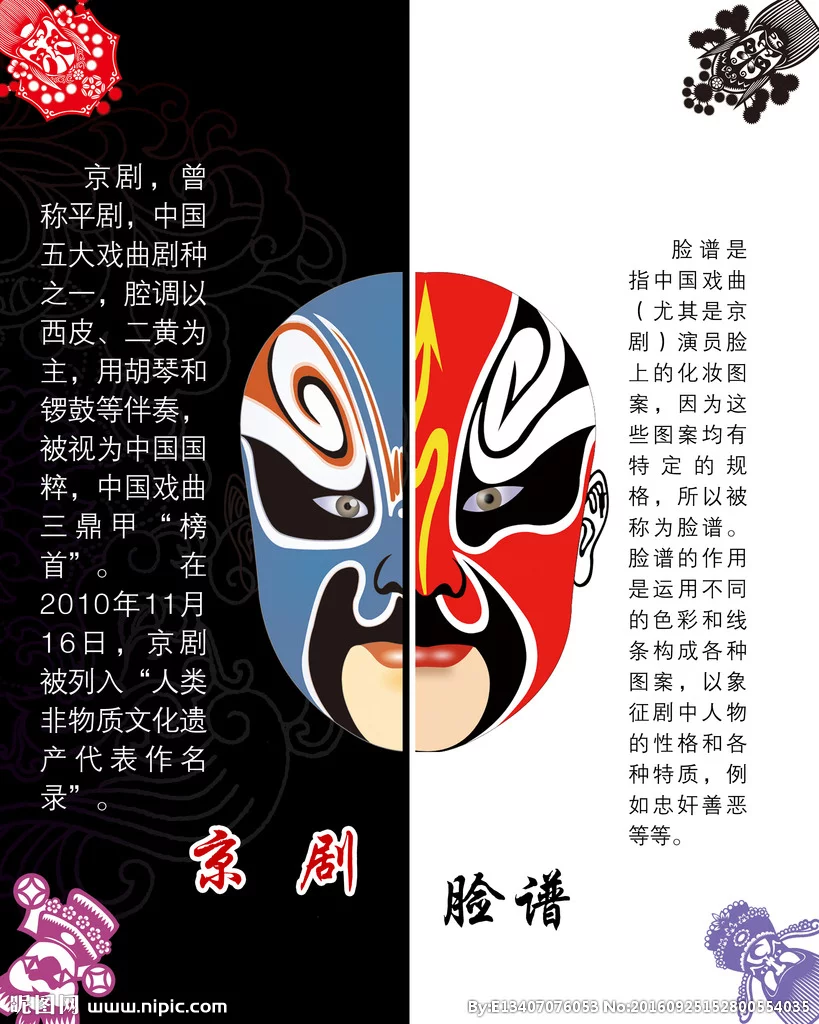 京剧，曾
称平剧，中国
五大戏曲剧种
之一，腔调以
西皮、二黄为
主，用胡琴和
锣鼓等伴奏，
被视为中国国
粹，中国戏曲
三鼎甲“榜
首”。 在
2010年11月
16日，京剧
被列入“人类
非物质文化遗
产代表作名
录”。
京 剧
脸谱是
指中国戏曲
（尤其是京
剧）演员脸
上的化妆图
案，因为这
些图案均有
特定的规
格，所以被
称为脸谱。
脸谱的作用
是运用不同
的色彩和线
条构成各种
图案，以象
征剧中人物
的性格和各
种特质，例
如忠奸善恶
等等。
脸谱
昵图网 www.nipic.com
By:E13407076053 No:20160925152800554035